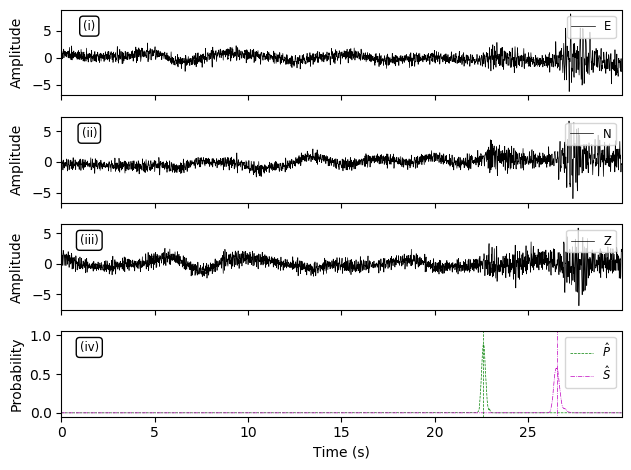 (i)
E
5
0
−5
Amplitude
(ii)
N
5
0
−5
Amplitude
(iii)
Z
5
0
−5
Amplitude
(iv)
P̂
Ŝ
1.0
0.5
0.0
Probability
0 5 10 15 20 25
Time (s)